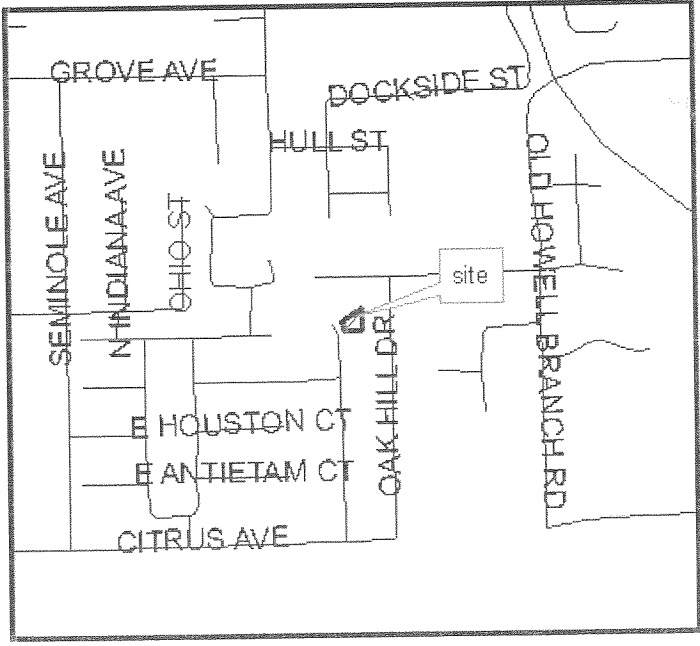 GROVE AVE
DOCKSIDE ST
HULL ST
SEMINOLE AVE
N INDIANA AVE
OHIO ST
OLD HOWELL BRANCH RD
site
OAK HILL DR
E HOUSTON CT
E ANTIETAM CT
CITRUS AVE